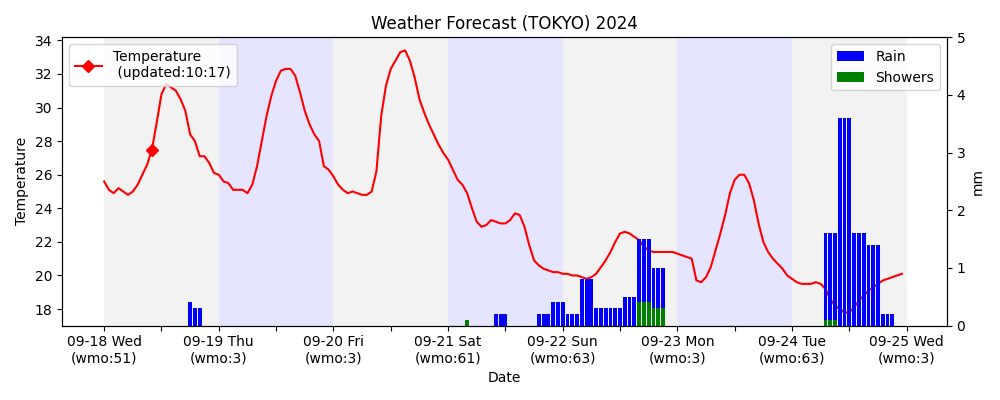 Weather Forecast (TOKYO) 2024
Temperature
(updated:10:17)
Rain
Showers
34
32
30
28
26
24
22
20
18
Temperature
5
4
3
2
1
0
mm
09-18 Wed 09-19 Thu 09-20 Fri 09-21 Sat 09-22 Sun 09-23 Mon 09-24 Tue 09-25 Wed
(wmo:51) (wmo:3) (wmo:3) (wmo:61) (wmo:63) (wmo:3) (wmo:63) (wmo:3)
Date